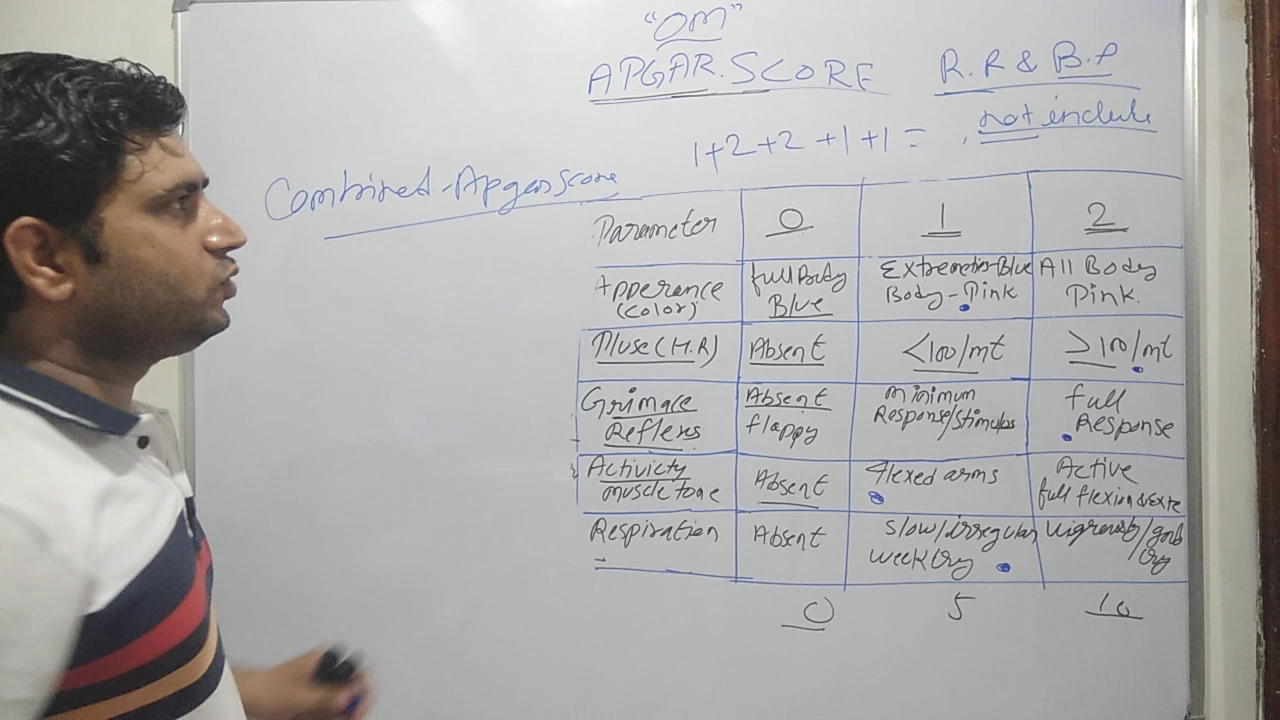 "OM"
APGAR.SCORE
R.R & B.P
not include
1+2+2+1+1=
Combined-Apgar Score
Parameter 0 1 2
Apperance (Color)
full Body Blue
Extremeties-Blue Body-Pink
All Body Pink.
Pluse (H.R) Absent <100/mt ≥100/mt
Grimace Reflexs
Absent flappy
Minimum Response/Stimulus
full Response
Activicty muscle tone
Absent
flexed arms
Active full flexion & Exte
Respiration
Absent
Slow/irregular week Cry
Cry
0 5 10